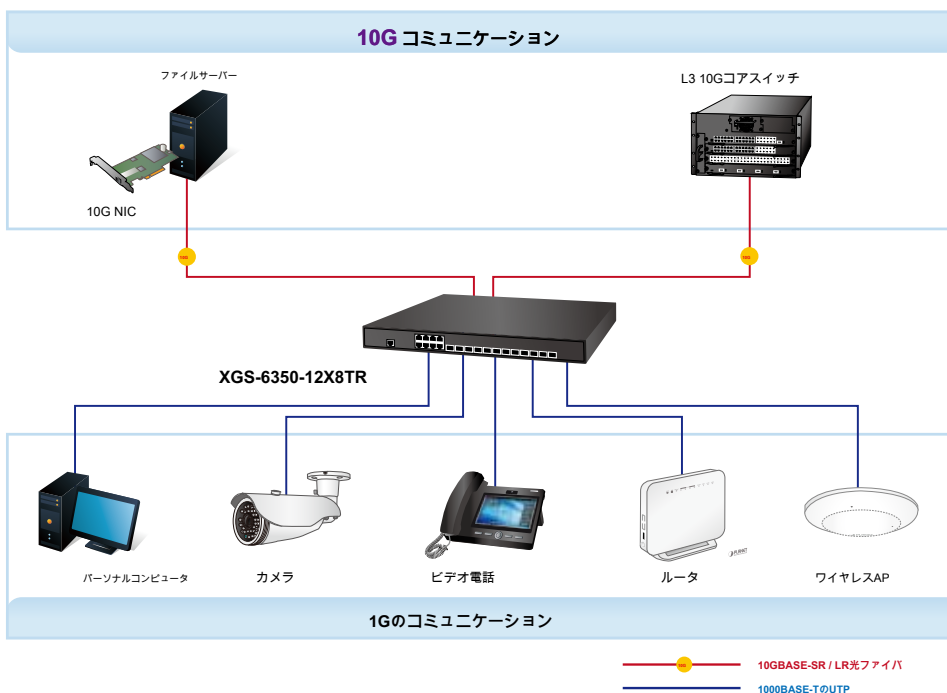 10G コミュニケーション
ファイルサーバー
L3 10Gコアスイッチ
10G NIC
XGS-6350-12X8TR
パーソナルコンピュータ
カメラ
ビデオ電話
ルータ
ワイヤレスAP
PLANET
1Gのコミュニケーション
10GBASE-SR / LR光ファイバ
1000BASE-TのUTP